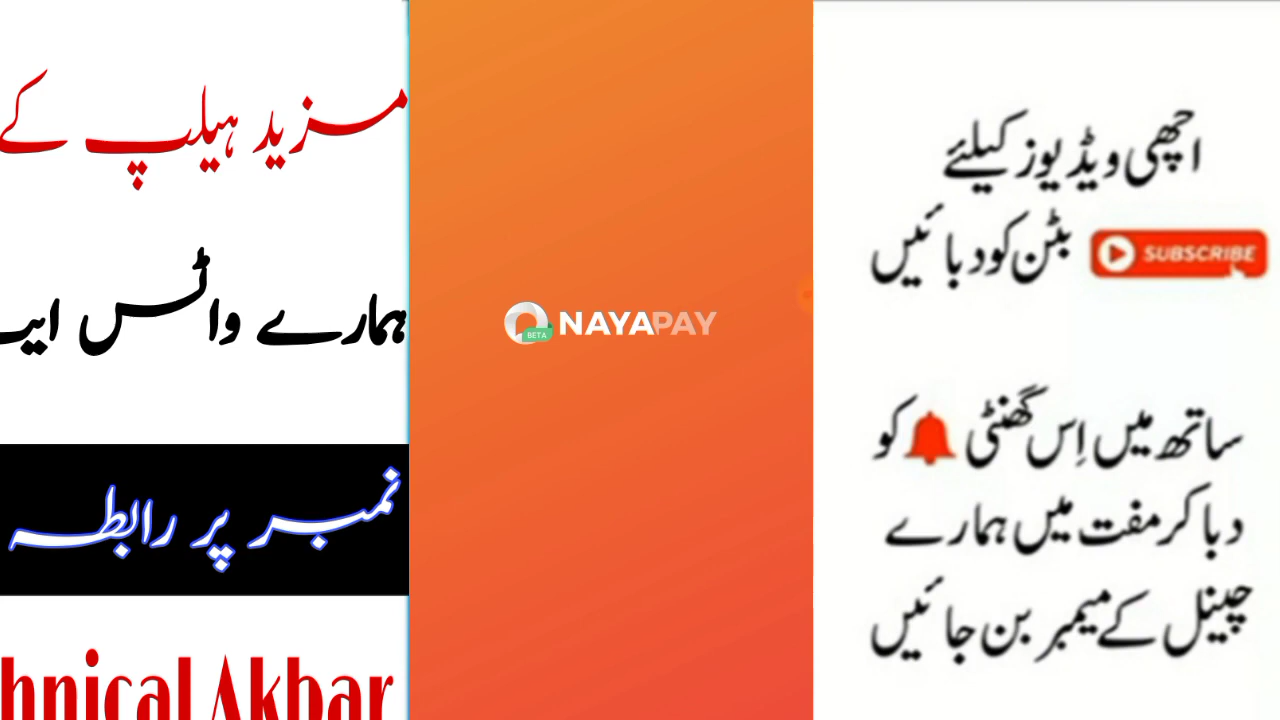 مزید ہیلپ کے
ہمارے واٹس ایپ
نمبر پر رابطہ
hnical Akbar
BETA
NAYAPAY
اچھی ویڈیوز کیلئے
SUBSCRIBE بٹن کو دبائیں
ساتھ میں اِس گھنٹی کو
دبا کر مفت میں ہمارے
چینل کے میمبر بن جائیں